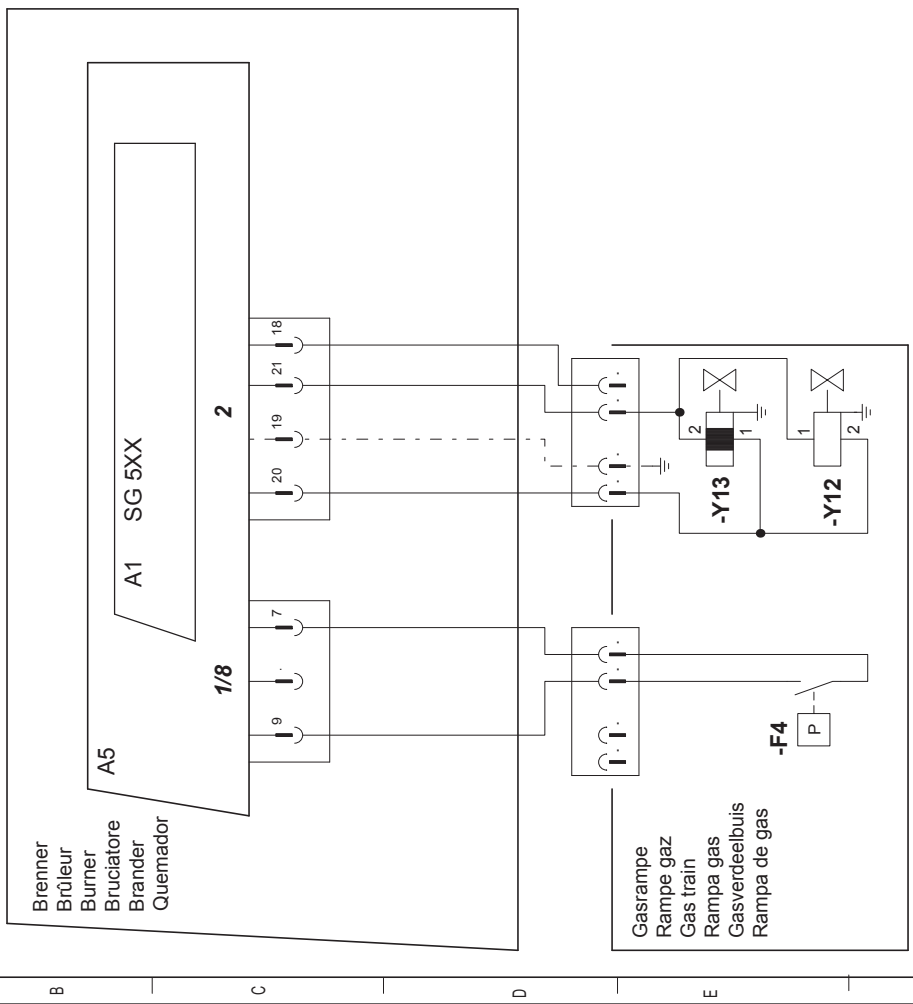 Brenner
Brûleur
Burner
Bruciatore
Brander
Quemador
A5
A1 SG 5XX
1/8
2
9
7
20
19
21
18
Gasrampe
Rampe gaz
Gas train
Rampa gas
Gasverdeelbuis
Rampa de gas
-F4
P
-Y13
2
1
-Y12
1
2
B
C
D
E